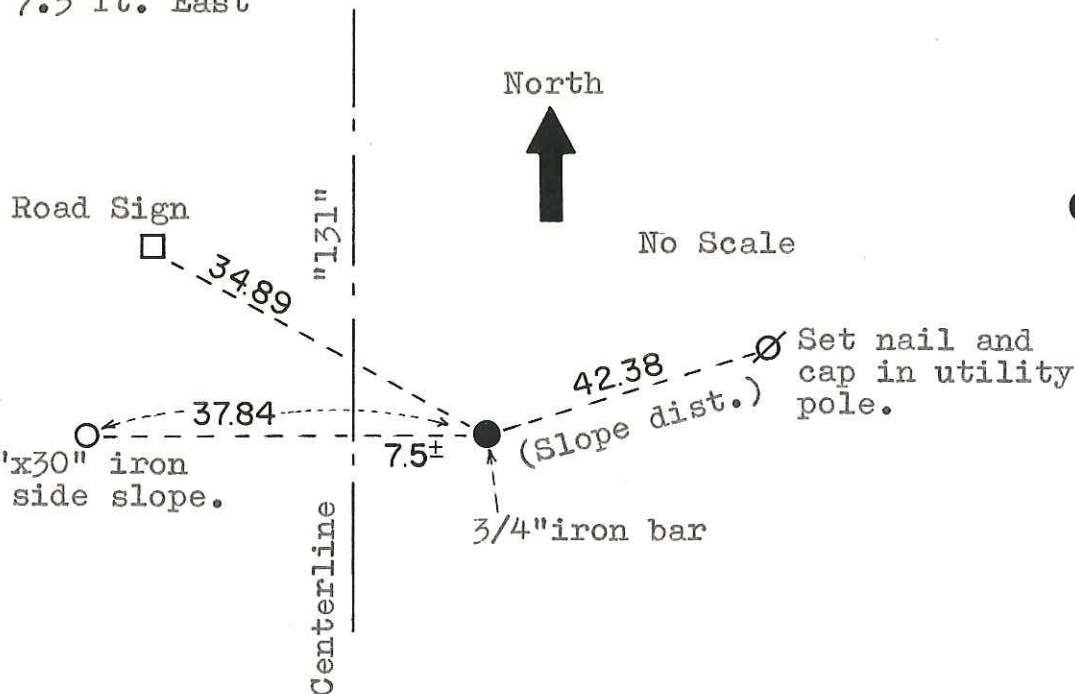 7.5 ft. East
North
Road Sign
"131"
No Scale
34.89
Set nail and
cap in utility
pole.
42.38
(Slope dist.)
37.84
7.5±
"x30" iron
side slope.
3/4"iron bar
Centerline